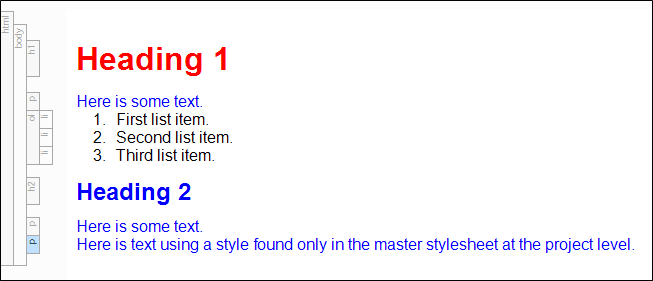 html
body
h1
Heading 1
p
Here is some text.
ol
li
1. First list item.
li
2. Second list item.
li
3. Third list item.
h2
Heading 2
p
Here is some text.
p
Here is text using a style found only in the master stylesheet at the project level.